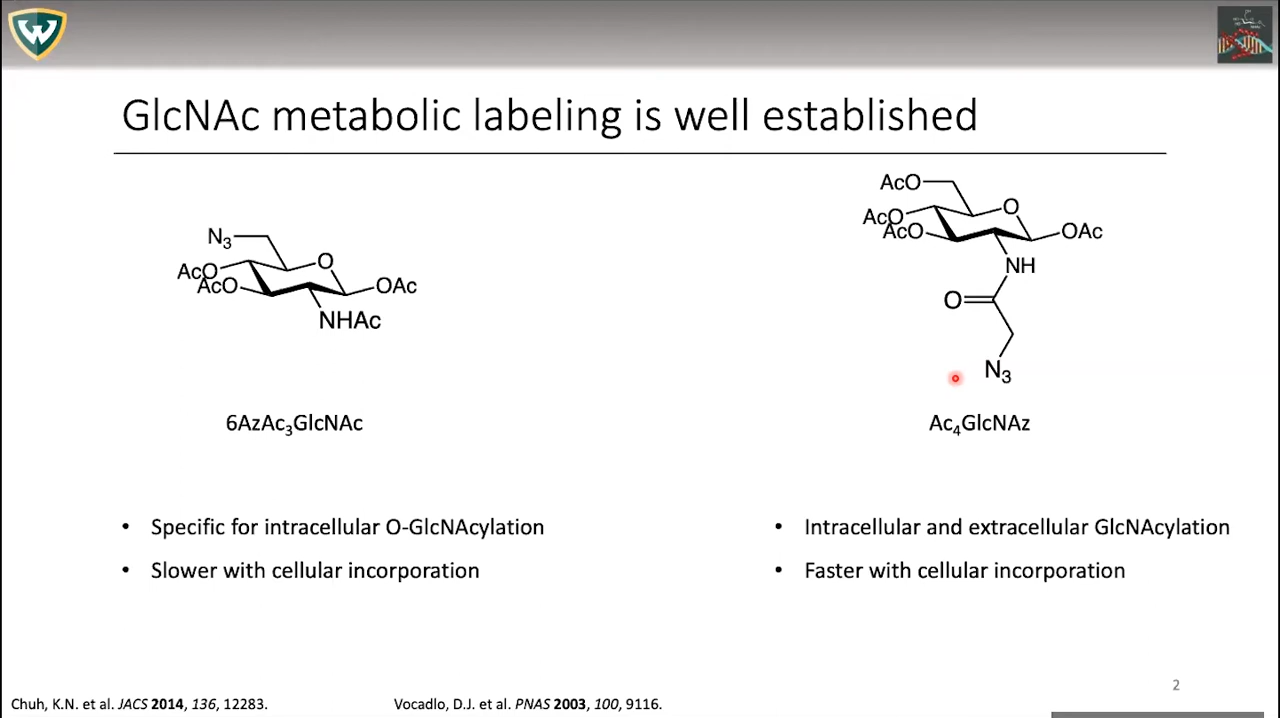 W
GlcNAc metabolic labeling is well established
N3
AcO
AcO
O
OAc
NHAc
6AzAc3GlcNAc
AcO
AcO
AcO
O
OAc
NH
O
N3
Ac4GlcNAz
• Specific for intracellular O-GlcNAcylation
• Slower with cellular incorporation
• Intracellular and extracellular GlcNAcylation
• Faster with cellular incorporation
2
Chuh, K.N. et al. JACS 2014, 136, 12283.
Vocadlo, D.J. et al. PNAS 2003, 100, 9116.